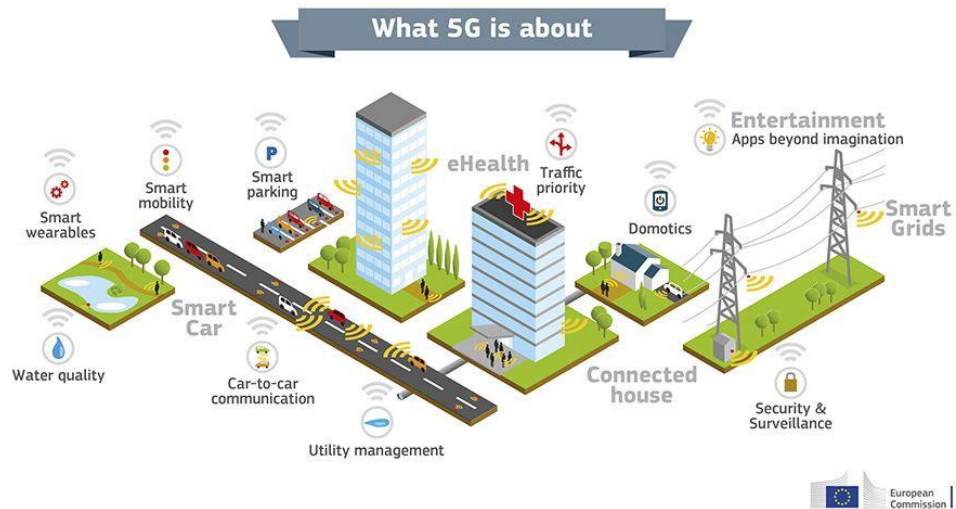 What 5G is about
Entertainment
Apps beyond imagination
eHealth
Traffic
priority
Smart
parking
Smart
mobility
Smart
wearables
P
Domotics
Smart
Grids
Smart
Car
Water quality
Car-to-car
communication
Connected
house
Utility management
Security &
Surveillance
European
Commission